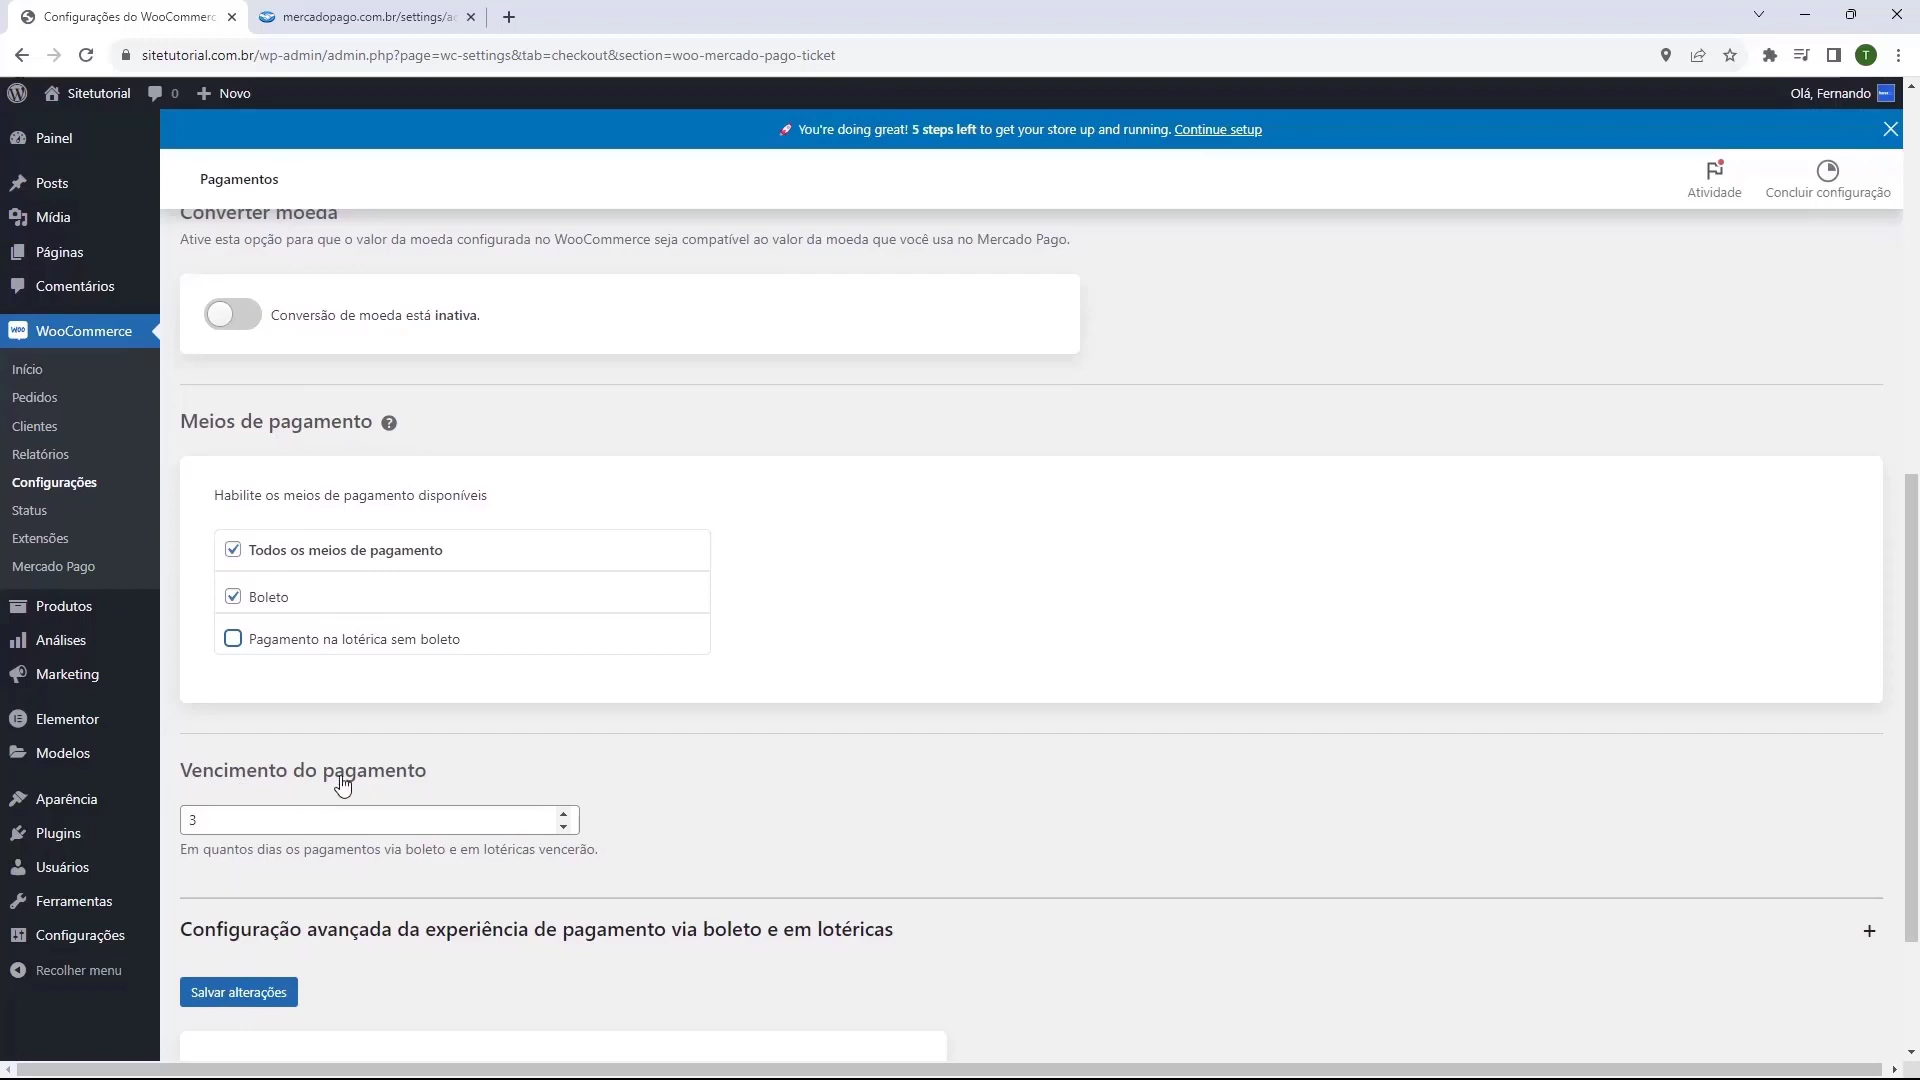 Configurações do WooCommerc
mercadopago.com.br/settings/ac
sitetutorial.com.br/wp-admin/admin.php?page=wc-settings&tab=checkout&section=woo-mercado-pago-ticket
T
Sitetutorial
0
Novo
Olá, Fernando
You're doing great! 5 steps left to get your store up and running. Continue setup
Pagamentos
Atividade
Concluir configuração
Painel
Posts
Mídia
Páginas
Comentários
WooCommerce
Início
Pedidos
Clientes
Relatórios
Configurações
Status
Extensões
Mercado Pago
Produtos
Análises
Marketing
Elementor
Modelos
Aparência
Plugins
Usuários
Ferramentas
Configurações
Recolher menu
Converter moeda
Ative esta opção para que o valor da moeda configurada no WooCommerce seja compatível ao valor da moeda que você usa no Mercado Pago.
Conversão de moeda está inativa.
Meios de pagamento ?
Habilite os meios de pagamento disponíveis
Todos os meios de pagamento
Boleto
Pagamento na lotérica sem boleto
Vencimento do pagamento
3
Em quantos dias os pagamentos via boleto e em lotéricas vencerão.
Configuração avançada da experiência de pagamento via boleto e em lotéricas
+
Salvar alterações